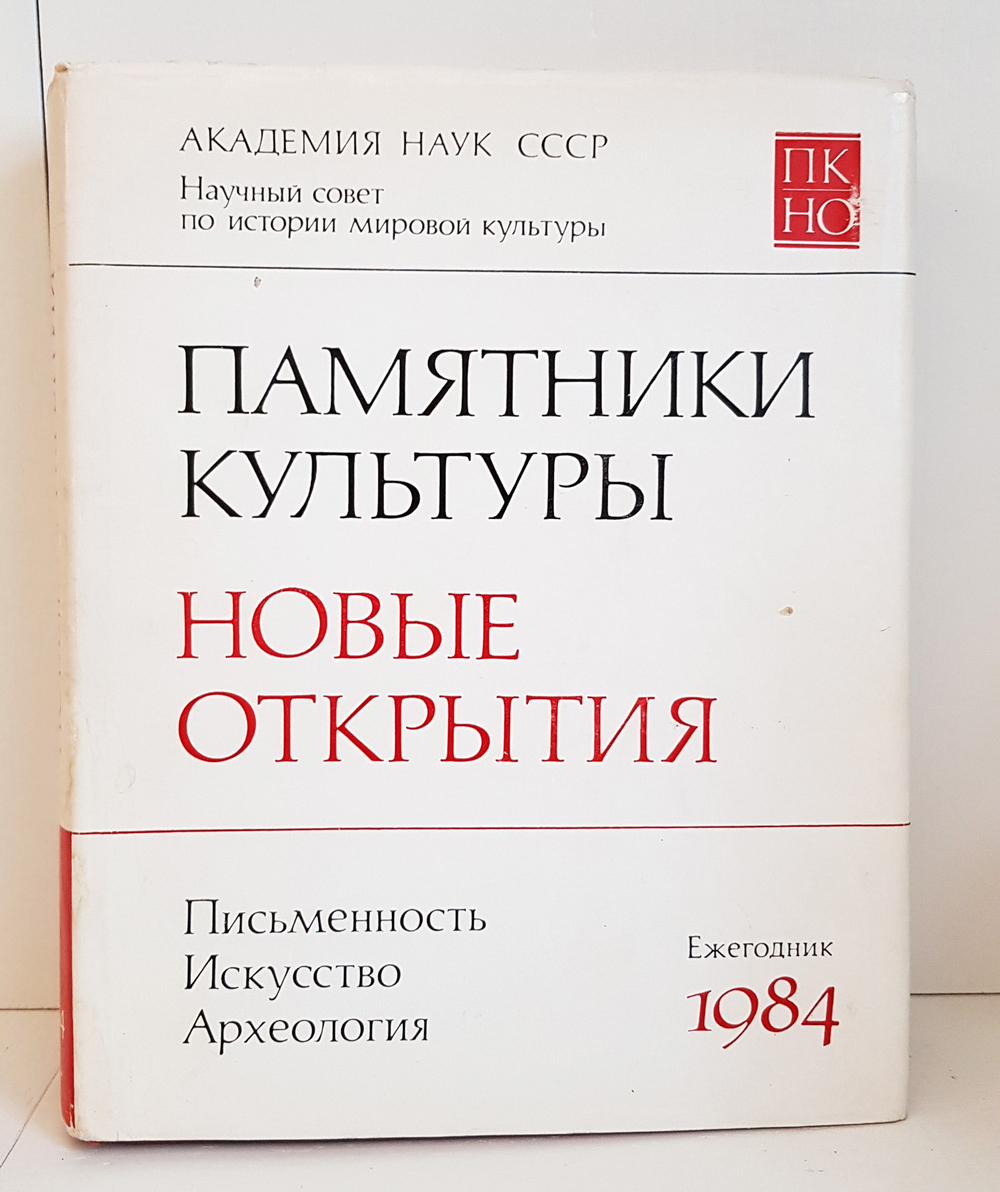 АКАДЕМИЯ НАУК СССР
Научный совет
по истории мировой культуры
ПК
НО
ПАМЯТНИКИ
КУЛЬТУРЫ
НОВЫЕ
ОТКРЫТИЯ
Письменность
Искусство
Археология
Ежегодник
1984